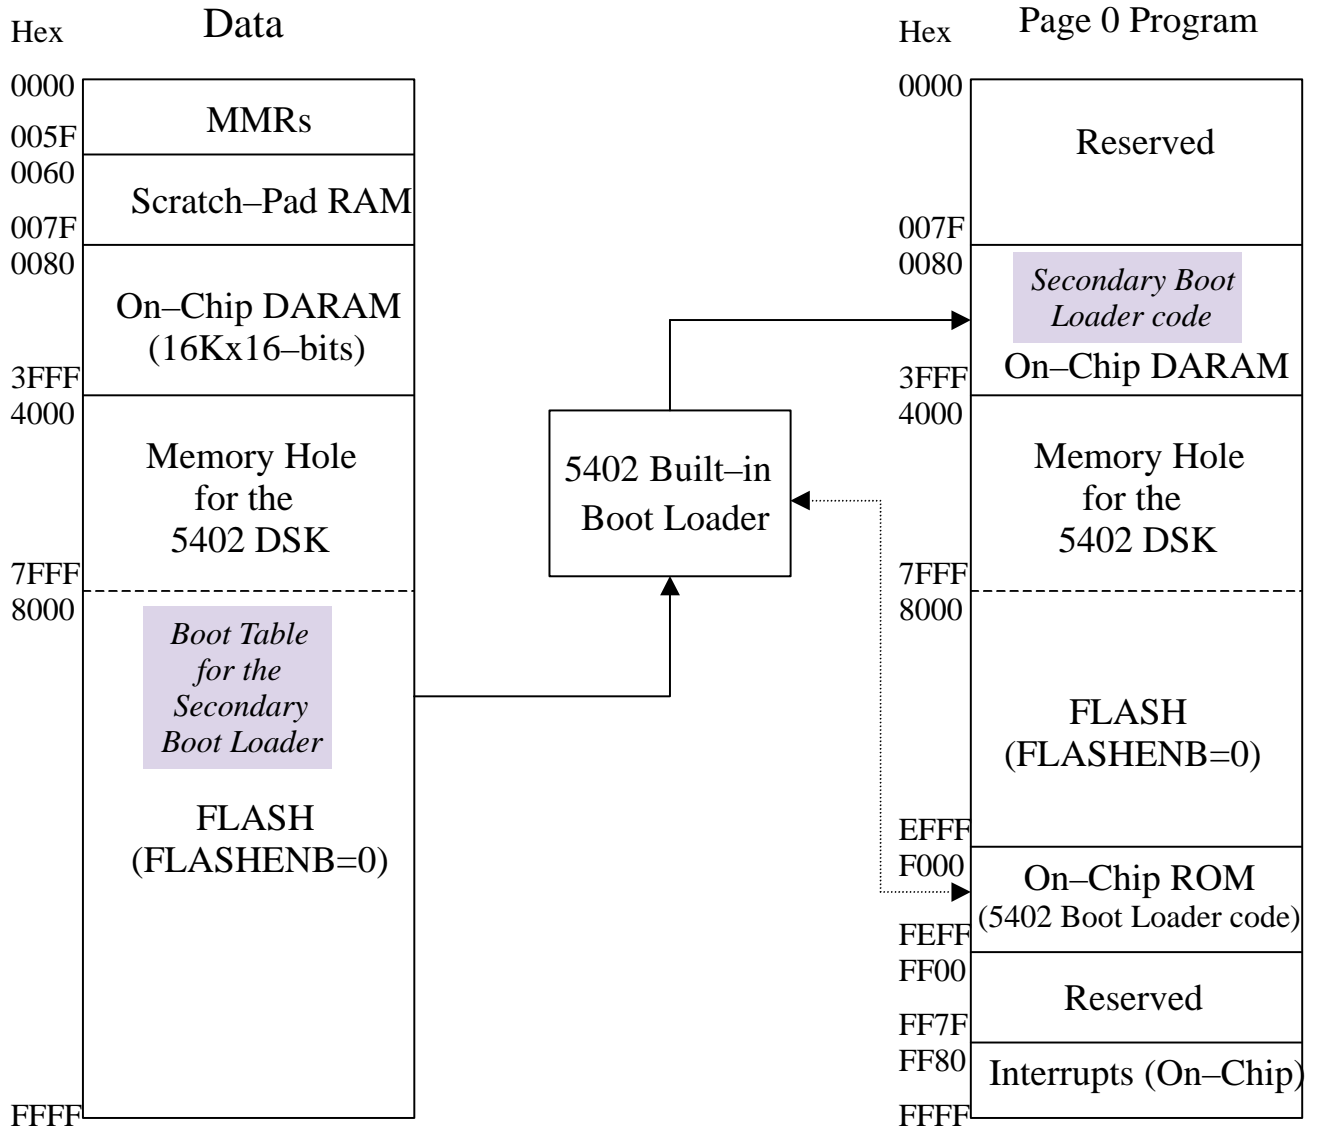 Hex
Data
0000
MMRs
005F
0060
Scratch–Pad RAM
007F
0080
On–Chip DARAM
(16Kx16–bits)
3FFF
4000
Memory Hole
for the
5402 DSK
7FFF
8000
Boot Table
for the
Secondary
Boot Loader
FLASH
(FLASHENB=0)
FFFF
5402 Built–in
Boot Loader
Hex
Page 0 Program
0000
Reserved
007F
0080
Secondary Boot
Loader code
On–Chip DARAM
3FFF
4000
Memory Hole
for the
5402 DSK
7FFF
8000
FLASH
(FLASHENB=0)
EFFF
F000
On–Chip ROM
(5402 Boot Loader code)
FEFF
FF00
Reserved
FF7F
FF80
Interrupts (On–Chip)
FFFF